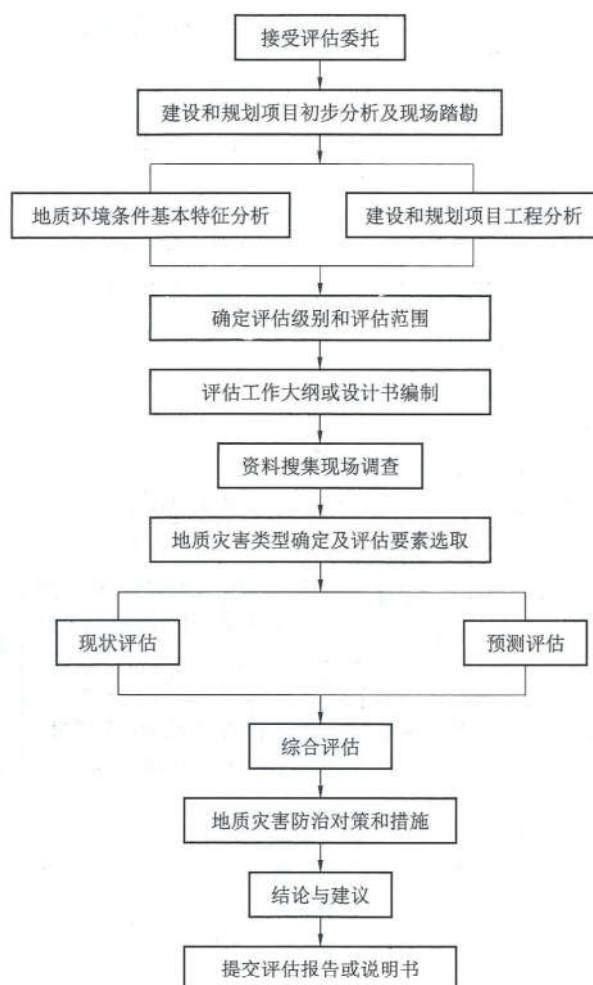 接受评估委托
建设和规划项目初步分析及现场踏勘
地质环境条件基本特征分析
建设和规划项目工程分析
确定评估级别和评估范围
评估工作大纲或设计书编制
资料搜集现场调查
地质灾害类型确定及评估要素选取
现状评估
预测评估
综合评估
地质灾害防治对策和措施
结论与建议
提交评估报告或说明书